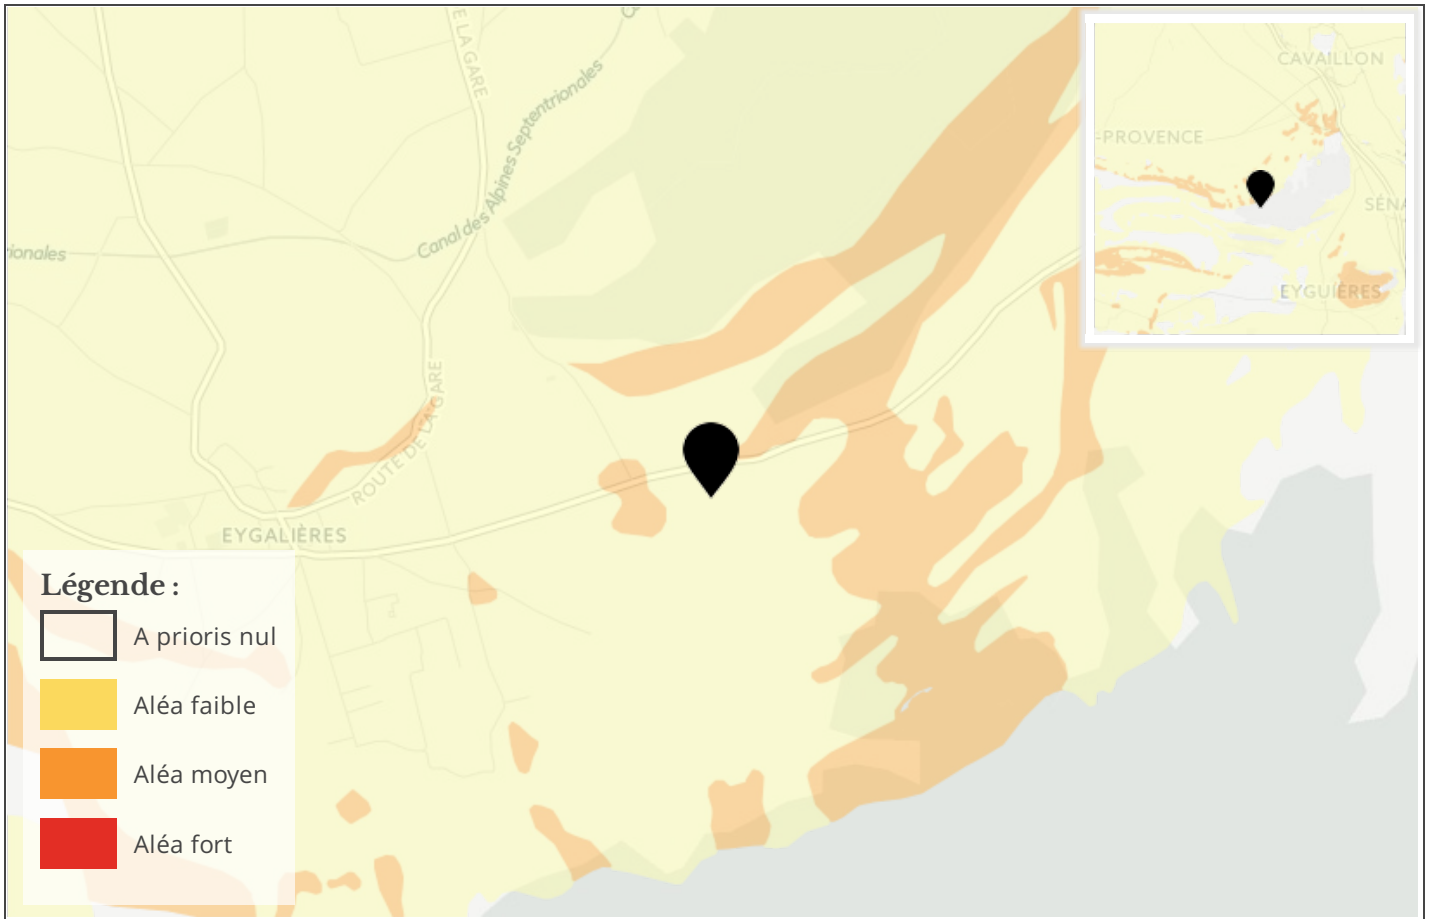 E LA GARE
Canal des Alpines Septentrionales
rionales
ROUTE DE LA GARE
EYGALIÈRES
CAVAILLON
-PROVENCE
SÉNA
EYGUIÈRES
Légende :
A prioris nul
Aléa faible
Aléa moyen
Aléa fort